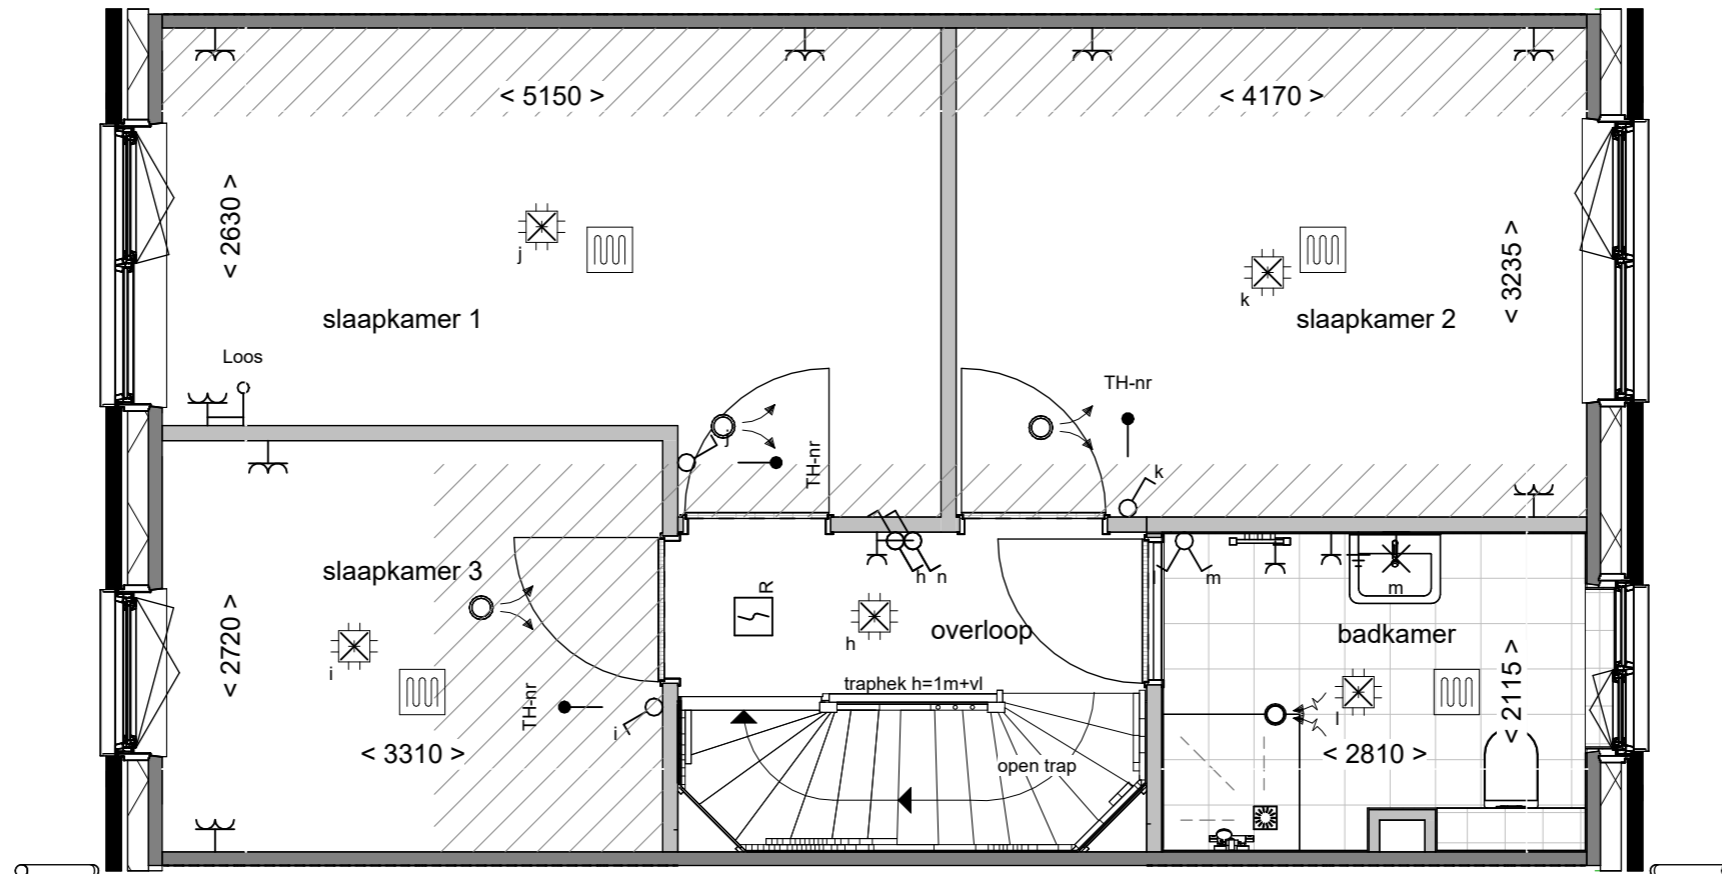 < 5150 >
< 4170 >
< 2630 >
< 3235 >
j
k
slaapkamer 1
slaapkamer 2
Loos
TH-nr
j
TH-nr
k
slaapkamer 3
h n
m
m
R
h
overloop
badkamer
i
< 2720 >
traphek h=1m+vl
TH-nr
i
< 3310 >
open trap
l
< 2810 >
< 2115 >